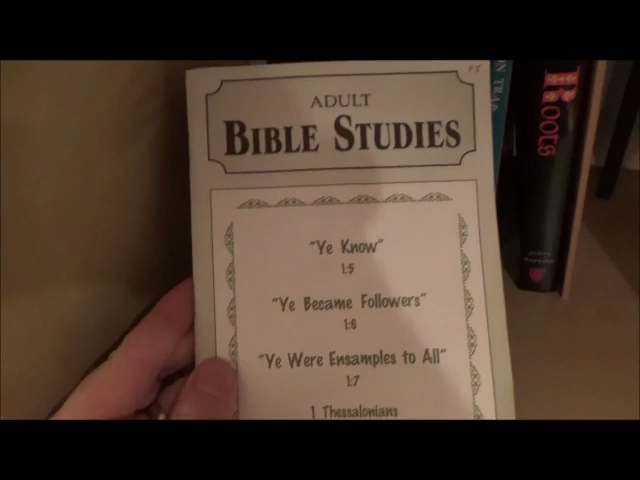 ADULT
BIBLE STUDIES
"Ye Know"
1:5
"Ye Became Followers"
1:6
"Ye Were Ensamples to All"
1:7
1 Thessalonians
ROOTS